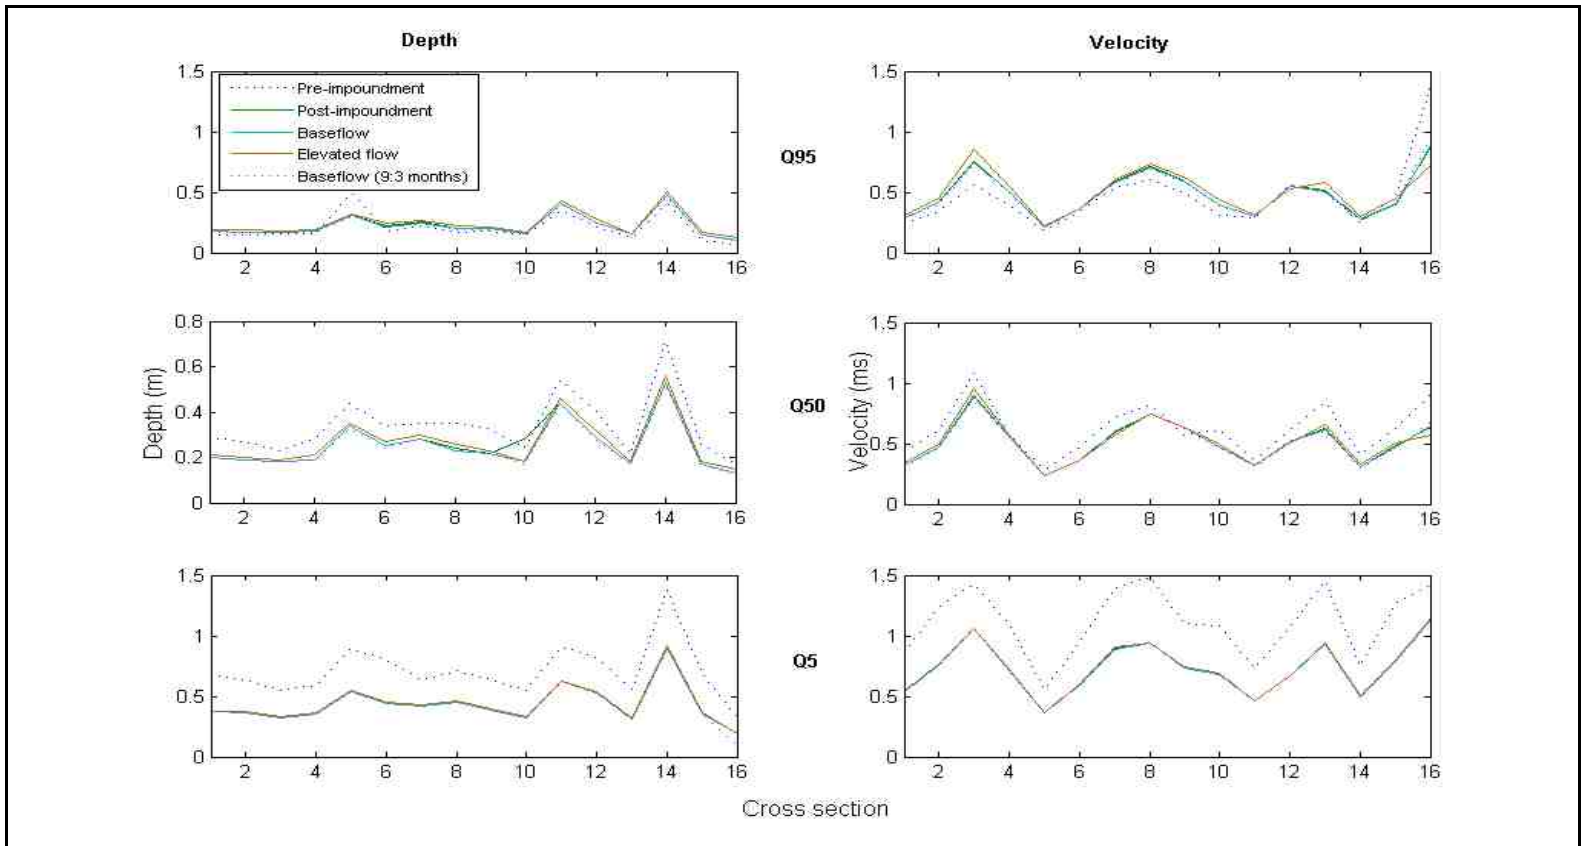 Depth
Velocity
1.5
1
0.5
0
2 4 6 8 10 12 14 16
Pre-impoundment
Post-impoundment
Baseflow
Elevated flow
Baseflow (9:3 months)
Q95
1.5
1
0.5
0
2 4 6 8 10 12 14 16
Depth (m)
0.8
0.6
0.4
0.2
0
2 4 6 8 10 12 14 16
Q50
Velocity (ms)
1.5
1
0.5
0
2 4 6 8 10 12 14 16
1.5
1
0.5
0
2 4 6 8 10 12 14 16
Q5
1.5
1
0.5
0
2 4 6 8 10 12 14 16
Cross section